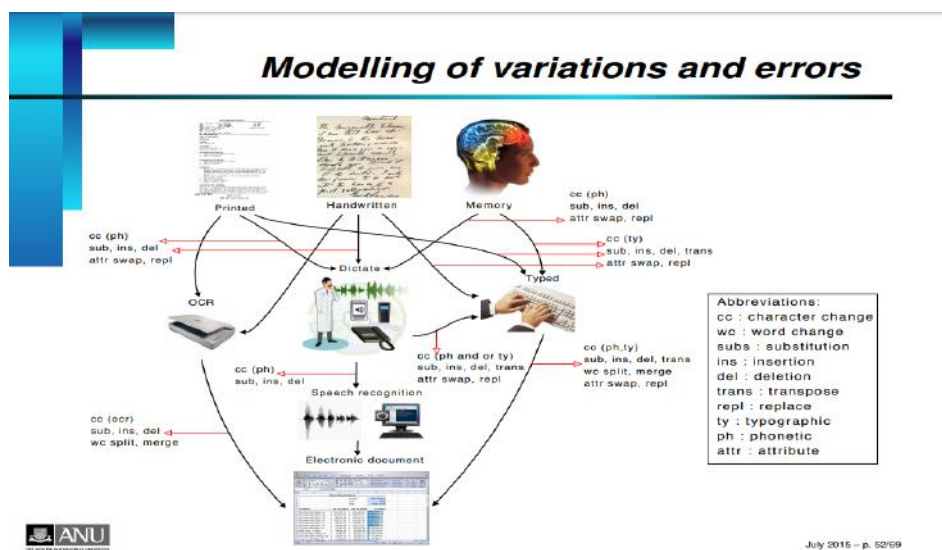 Modelling of variations and errors
Printed
Handwritten
Memory
cc (ph)
sub, ins, del
attr swap, repl
cc (ph)
sub, ins, del
attr swap, repl
cc (ty)
sub, ins, del, trans
attr swap, repl
Dictate
Typed
OCR
Abbreviations:
cc : character change
wc : word change
subs : substitution
ins : insertion
del : deletion
trans : transpose
repl : replace
ty : typographic
ph : phonetic
attr : attribute
cc (ph and or ty)
sub, ins, del, trans
attr swap, repl
cc (ph,ty)
sub, ins, del, trans
wc split, merge
attr swap, repl
cc (ph)
sub, ins, del
Speech recognition
cc (ocr)
sub, ins, del
wc split, merge
Electronic document
ANU
July 2015 – p. 52/69